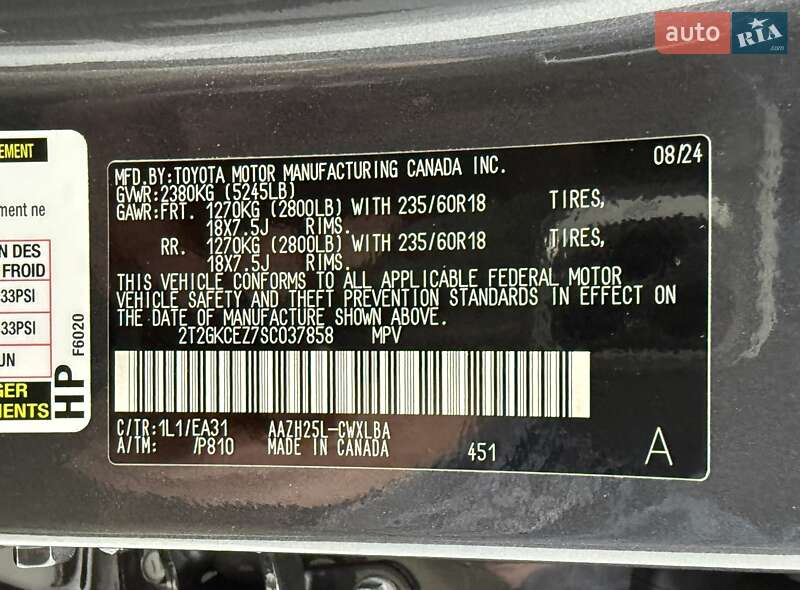 auto RIA .com
EMENT
ment ne
N DES
FROID
33PSI
33PSI
UN
GER
MENTS
HP
F6020
MFD.BY:TOYOTA MOTOR MANUFACTURING CANADA INC. 08/24
GVWR:2380KG (5245LB)
GAWR:FRT. 1270KG (2800LB) WITH 235/60R18 TIRES,
18X7.5J RIMS.
RR. 1270KG (2800LB) WITH 235/60R18 TIRES,
18X7.5J RIMS.
THIS VEHICLE CONFORMS TO ALL APPLICABLE FEDERAL MOTOR
VEHICLE SAFETY AND THEFT PREVENTION STANDARDS IN EFFECT ON
THE DATE OF MANUFACTURE SHOWN ABOVE.
2T2GKCEZ7SC037858 MPV
C/TR:1L1/EA31 AAZH25L-CWXLBA
A/TM: /P810 MADE IN CANADA 451 A